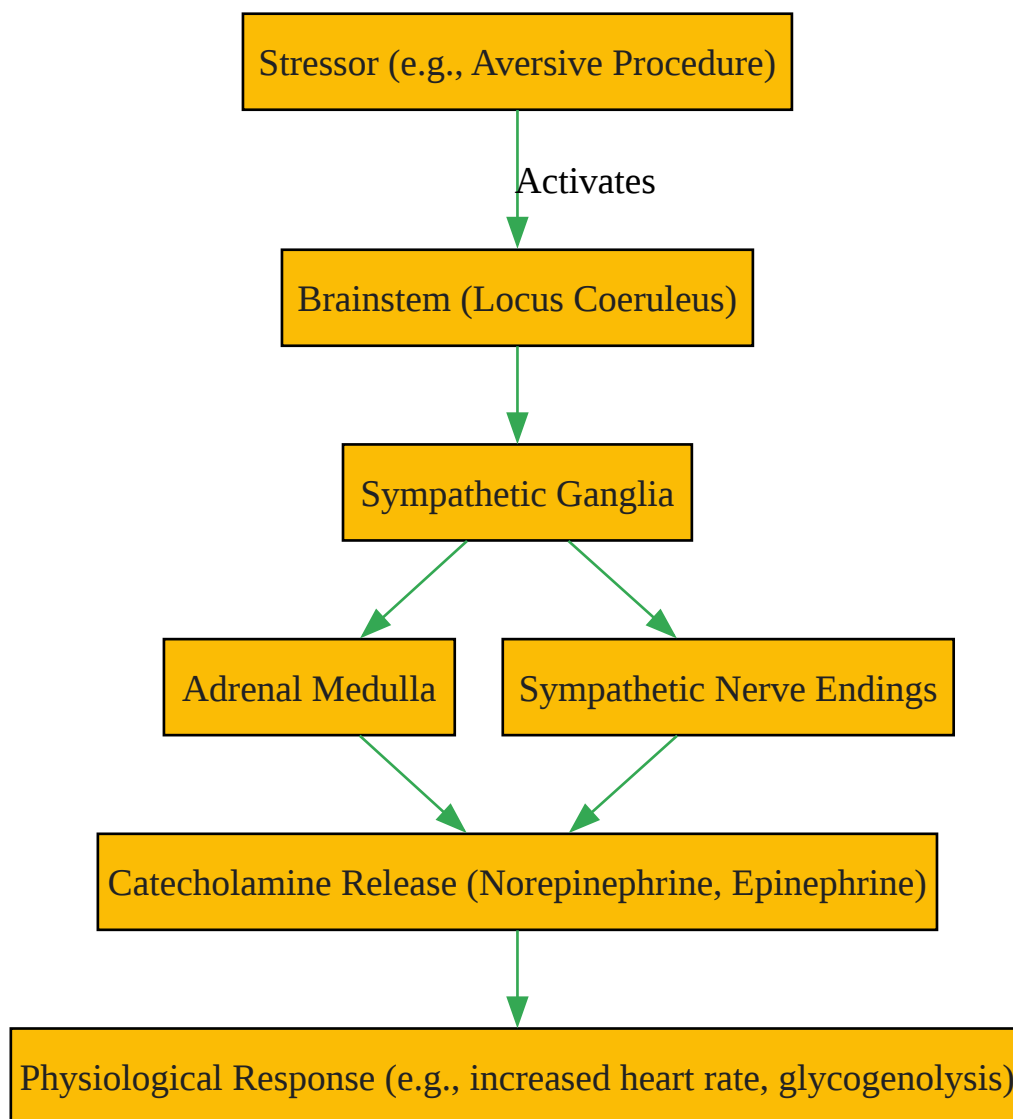 Stressor (e.g., Aversive Procedure)
Activates
Brainstem (Locus Coeruleus)
Sympathetic Ganglia
Adrenal Medulla
Sympathetic Nerve Endings
Catecholamine Release (Norepinephrine, Epinephrine)
Physiological Response (e.g., increased heart rate, glycogenolysis)